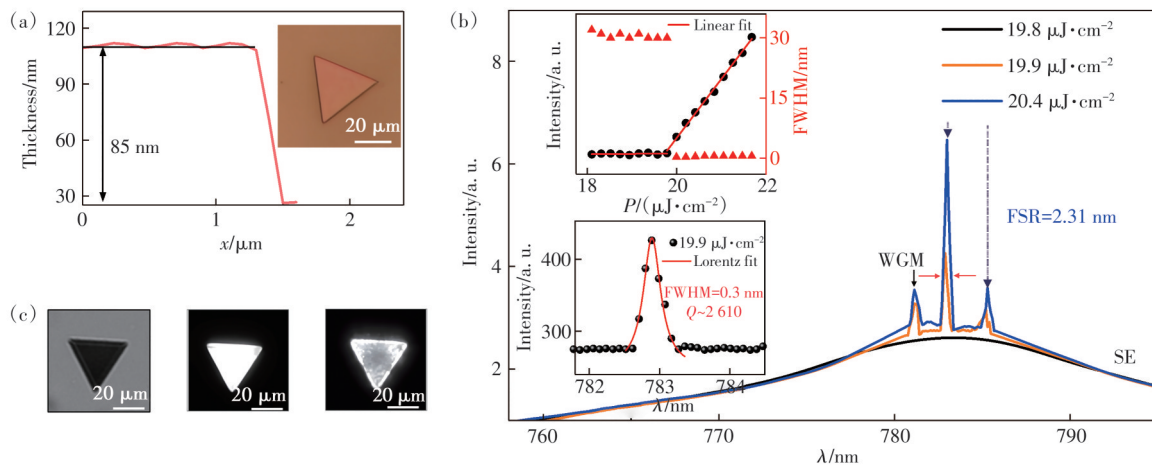 (a)
110
90
60
30
Thickness/nm
85 nm
20 μm
0
1
2
x/μm
(b)
Intensity/a. u.
8
6
4
2
760
770
780
790
λ/nm
19.8 μJ·cm⁻²
19.9 μJ·cm⁻²
20.4 μJ·cm⁻²
FSR=2.31 nm
WGM
SE
Intensity/a. u.
Linear fit
30
15
0
FWHM/nm
18
20
22
P/(μJ·cm⁻²)
Intensity/a. u.
400
300
19.9 μJ·cm⁻²
Lorentz fit
FWHM=0.3 nm
Q~2 610
782
783
784
λ/nm
(c)
20 μm
20 μm
20 μm